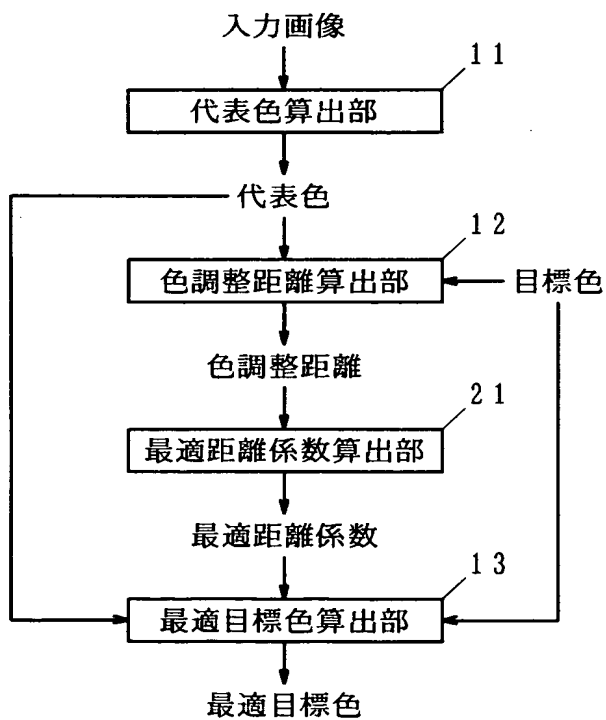 入力画像
11
代表色算出部
代表色
12
色調整距離算出部
目標色
色調整距離
21
最適距離係数算出部
最適距離係数
13
最適目標色算出部
最適目標色